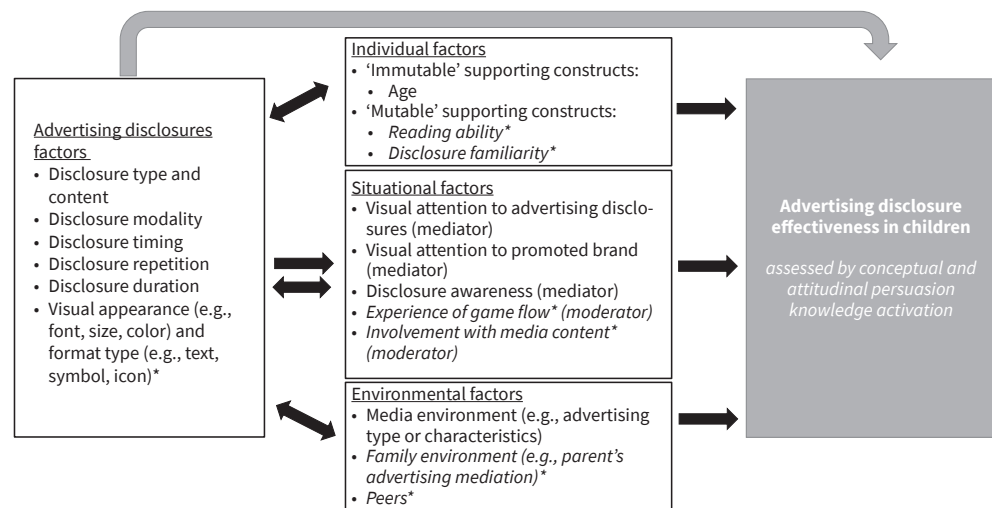 Advertising disclosures
factors
• Disclosure type and
content
• Disclosure modality
• Disclosure timing
• Disclosure repetition
• Disclosure duration
• Visual appearance (e.g.,
font, size, color) and
format type (e.g., text,
symbol, icon)*
Individual factors
• ‘Immutable’ supporting constructs:
• Age
• ‘Mutable’ supporting constructs:
• Reading ability*
• Disclosure familiarity*
Situational factors
• Visual attention to advertising disclo-
sures (mediator)
• Visual attention to promoted brand
(mediator)
• Disclosure awareness (mediator)
• Experience of game flow* (moderator)
• Involvement with media content*
(moderator)
Environmental factors
• Media environment (e.g., advertising
type or characteristics)
• Family environment (e.g., parent’s
advertising mediation)*
• Peers*
Advertising disclosure
effectiveness in children
assessed by conceptual and
attitudinal persuasion
knowledge activation